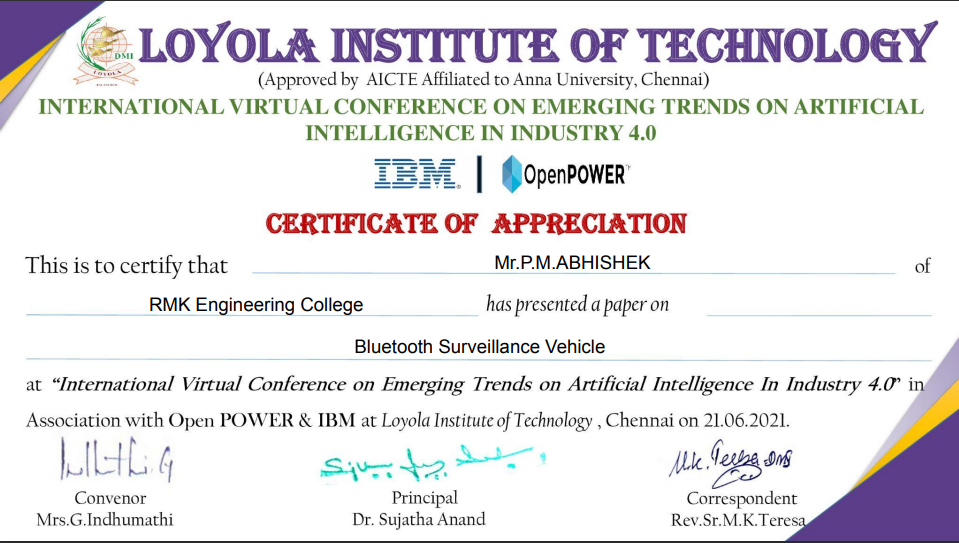 DMI
LOYOLA
LOYOLA INSTITUTE OF TECHNOLOGY
(Approved by AICTE Affiliated to Anna University, Chennai)
INTERNATIONAL VIRTUAL CONFERENCE ON EMERGING TRENDS ON ARTIFICIAL
INTELLIGENCE IN INDUSTRY 4.0
IBM® | OpenPOWER™
CERTIFICATE OF APPRECIATION
This is to certify that Mr.P.M.ABHISHEK of
RMK Engineering College has presented a paper on
Bluetooth Surveillance Vehicle
at “International Virtual Conference on Emerging Trends on Artificial Intelligence In Industry 4.0” in
Association with Open POWER & IBM at Loyola Institute of Technology , Chennai on 21.06.2021.
Convenor Principal Correspondent
Mrs.G.Indhumathi Dr. Sujatha Anand Rev.Sr.M.K.Teresa